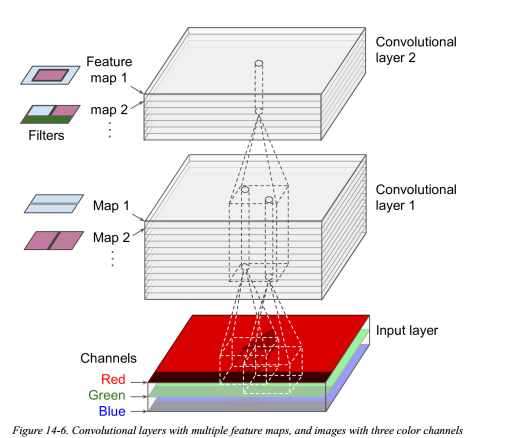 Feature
map 1
Convolutional
layer 2
map 2
Filters
Map 1
Convolutional
layer 1
Map 2
Input layer
Channels
Red
Green
Blue
Figure 14-6. Convolutional layers with multiple feature maps, and images with three color channels